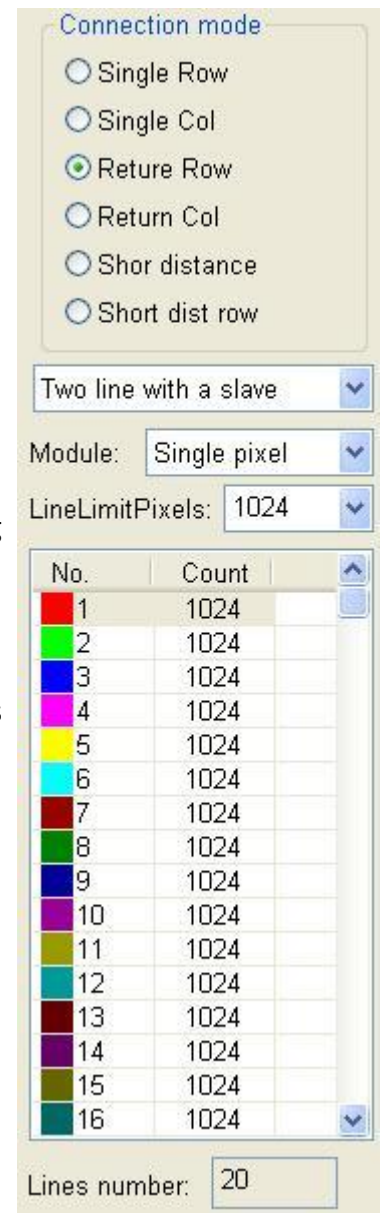 Connection mode
Single Row
Single Col
Reture Row
Return Col
Shor distance
Short dist row
Two line with a slave
Module: Single pixel
LineLimitPixels: 1024
No. Count
1 1024
2 1024
3 1024
4 1024
5 1024
6 1024
7 1024
8 1024
9 1024
10 1024
11 1024
12 1024
13 1024
14 1024
15 1024
16 1024
Lines number: 20